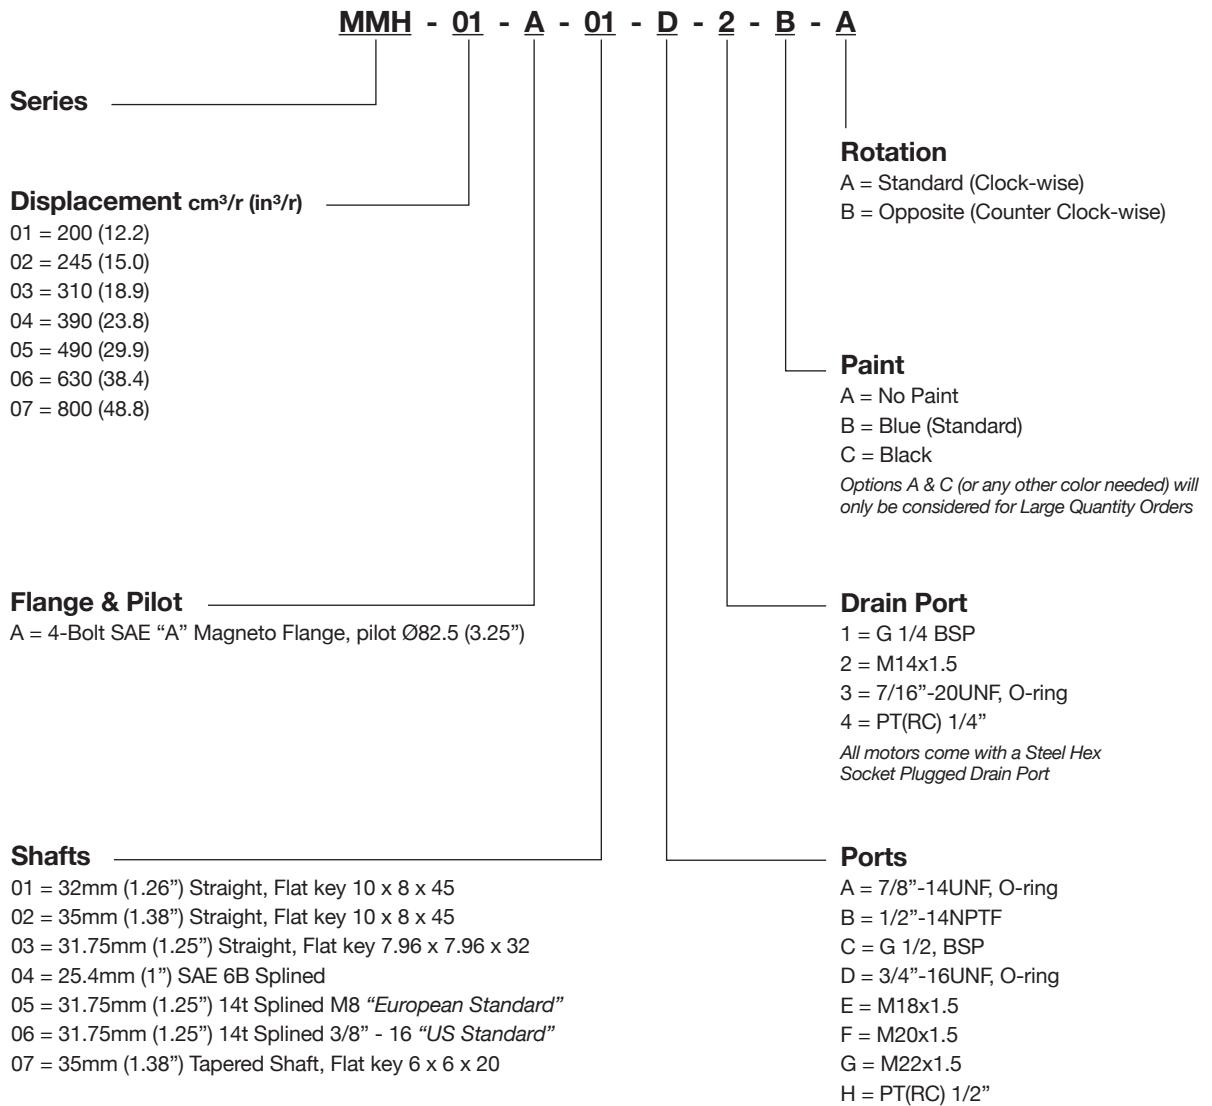 MMH - 01 - A - 01 - D - 2 - B - A
Series
Displacement cm³/r (in³/r)
01 = 200 (12.2)
02 = 245 (15.0)
03 = 310 (18.9)
04 = 390 (23.8)
05 = 490 (29.9)
06 = 630 (38.4)
07 = 800 (48.8)
Flange & Pilot
A = 4-Bolt SAE “A” Magneto Flange, pilot Ø82.5 (3.25”)
Shafts
01 = 32mm (1.26”) Straight, Flat key 10 x 8 x 45
02 = 35mm (1.38”) Straight, Flat key 10 x 8 x 45
03 = 31.75mm (1.25”) Straight, Flat key 7.96 x 7.96 x 32
04 = 25.4mm (1”) SAE 6B Splined
05 = 31.75mm (1.25”) 14t Splined M8 “European Standard”
06 = 31.75mm (1.25”) 14t Splined 3/8” - 16 “US Standard”
07 = 35mm (1.38”) Tapered Shaft, Flat key 6 x 6 x 20
Rotation
A = Standard (Clock-wise)
B = Opposite (Counter Clock-wise)
Paint
A = No Paint
B = Blue (Standard)
C = Black
Options A & C (or any other color needed) will
only be considered for Large Quantity Orders
Drain Port
1 = G 1/4 BSP
2 = M14x1.5
3 = 7/16”-20UNF, O-ring
4 = PT(RC) 1/4”
All motors come with a Steel Hex
Socket Plugged Drain Port
Ports
A = 7/8”-14UNF, O-ring
B = 1/2”-14NPTF
C = G 1/2, BSP
D = 3/4”-16UNF, O-ring
E = M18x1.5
F = M20x1.5
G = M22x1.5
H = PT(RC) 1/2”